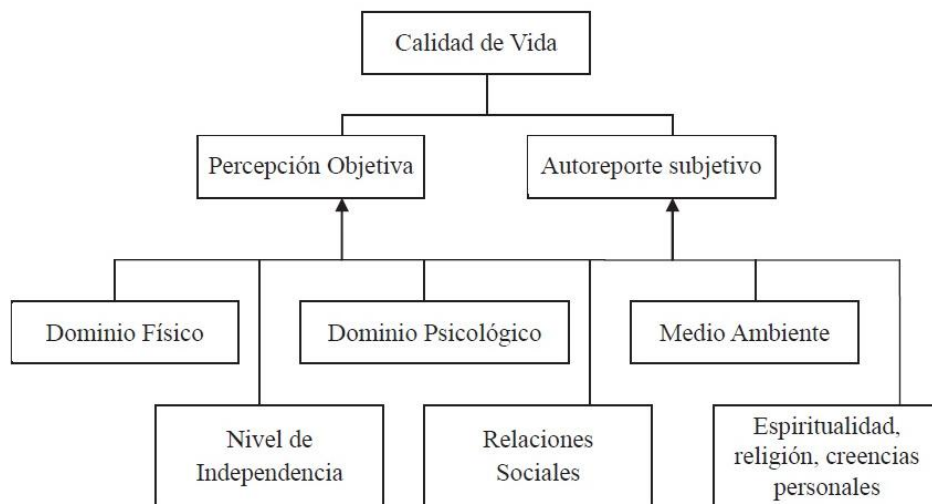 Calidad de Vida
Percepción Objetiva
Autoreporte subjetivo
Dominio Físico
Dominio Psicológico
Medio Ambiente
Nivel de
Independencia
Relaciones
Sociales
Espiritualidad,
religión, creencias
personales